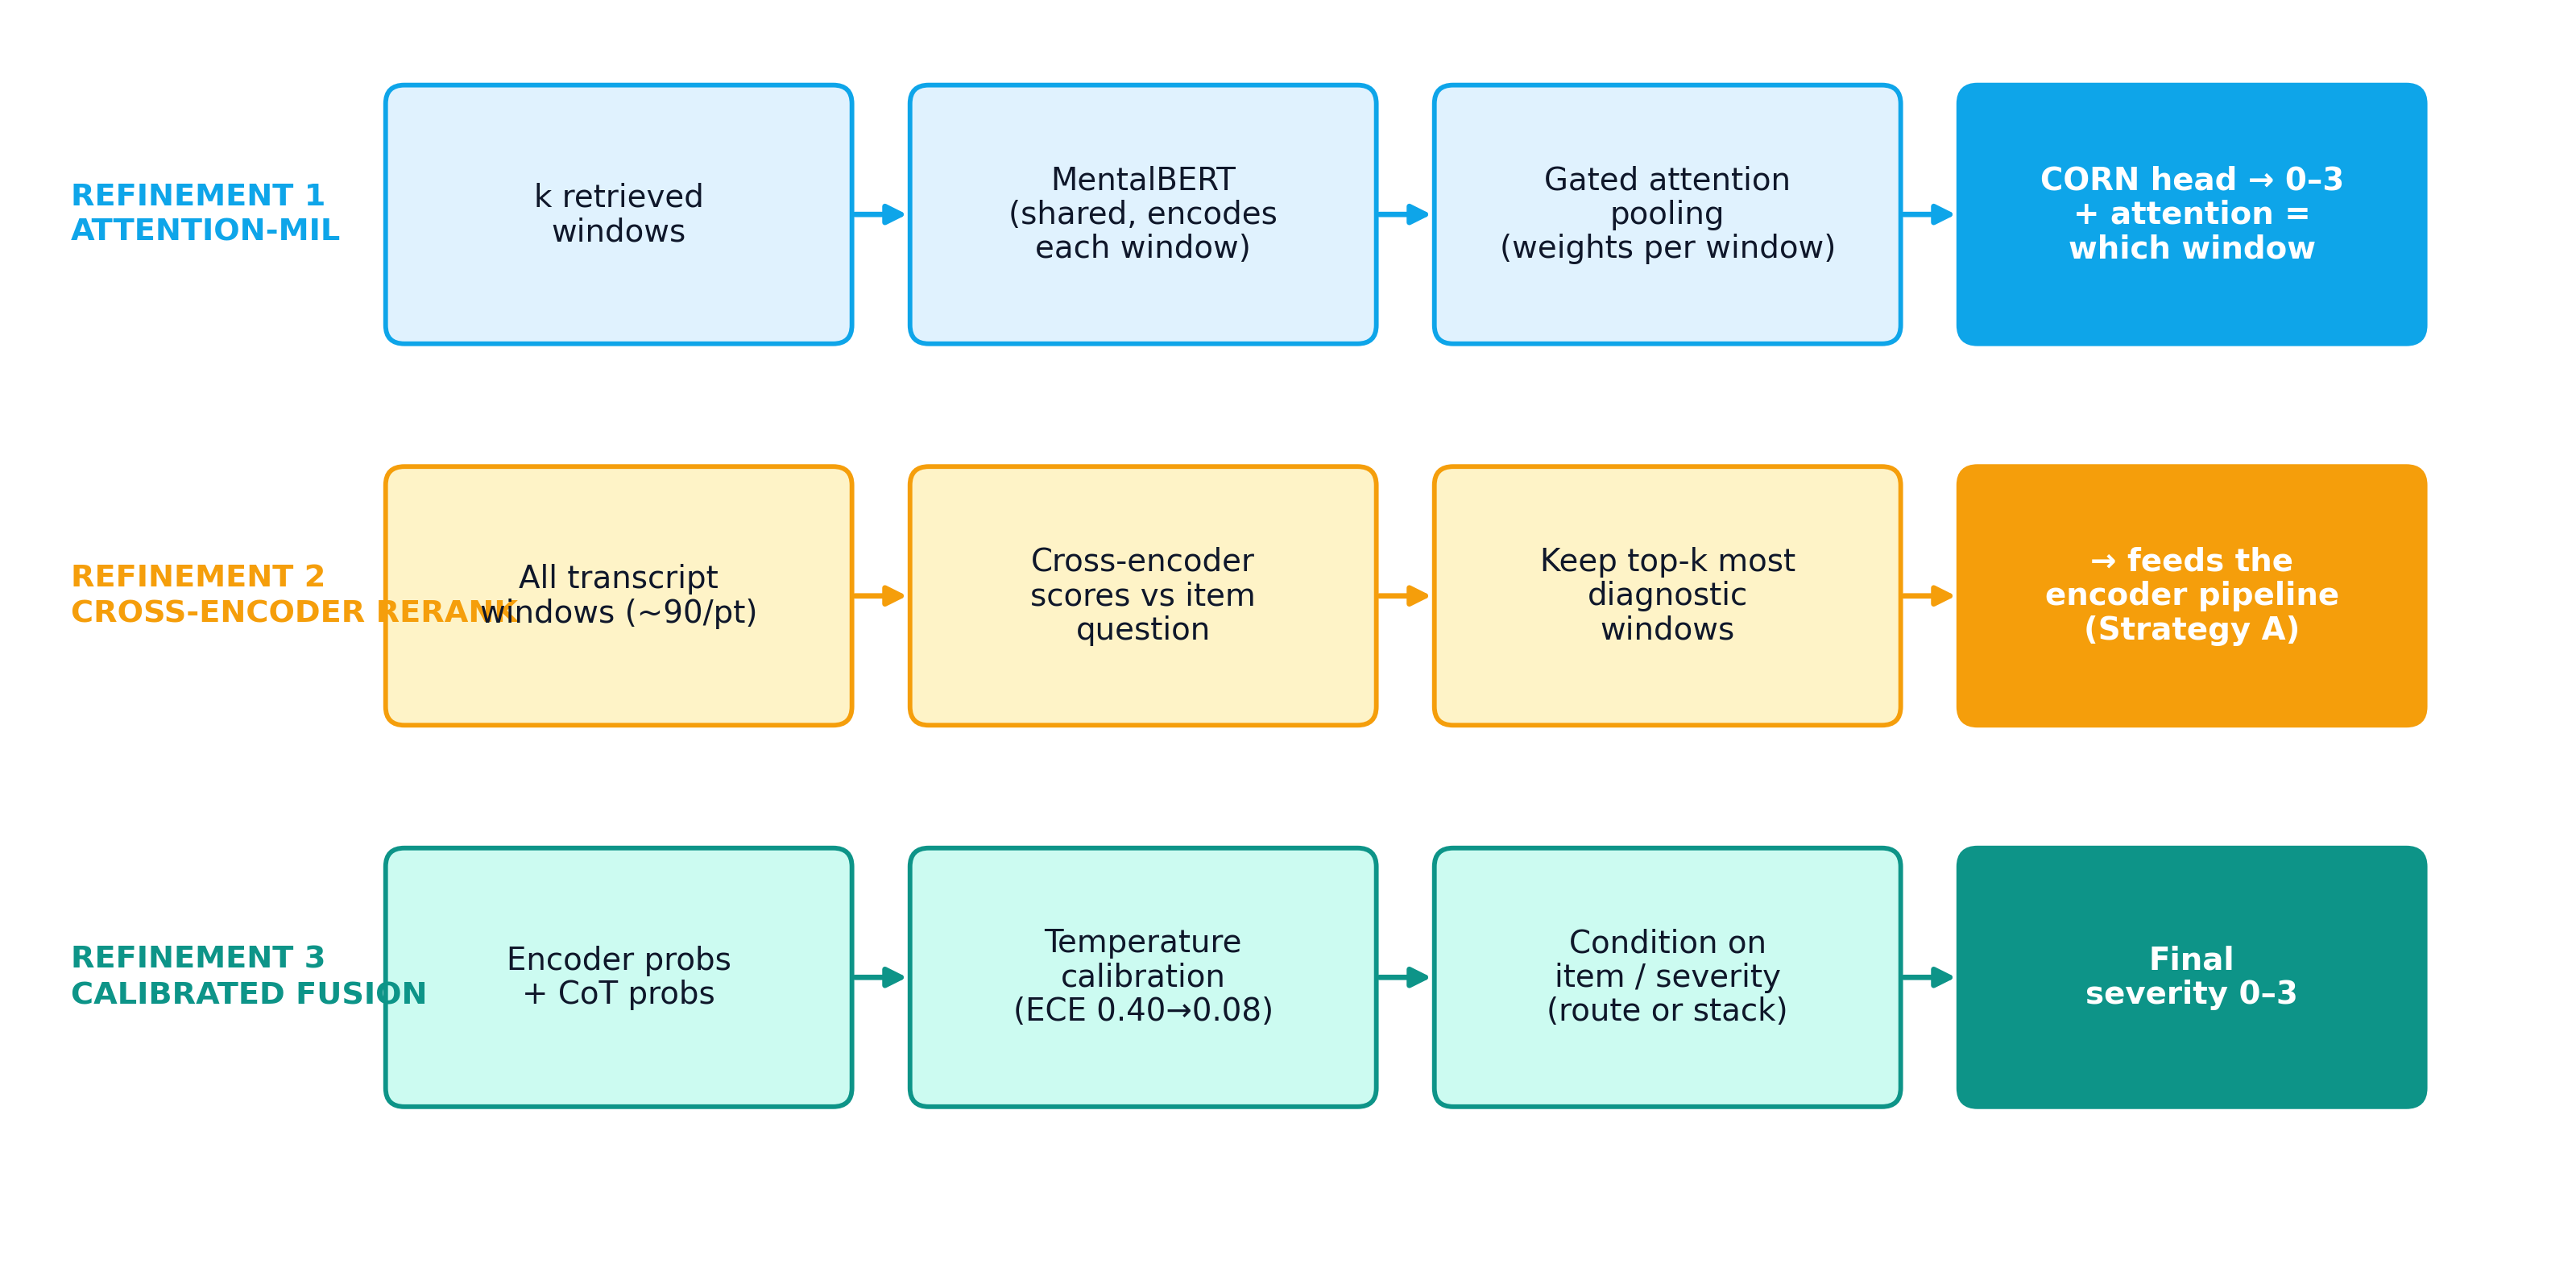 REFINEMENT 1
ATTENTION-MIL
k retrieved
windows
MentalBERT
(shared, encodes
each window)
Gated attention
pooling
(weights per window)
CORN head → 0–3
+ attention =
which window
REFINEMENT 2
CROSS-ENCODER RERANK
All transcript
windows (~90/pt)
Cross-encoder
scores vs item
question
Keep top-k most
diagnostic
windows
→ feeds the
encoder pipeline
(Strategy A)
REFINEMENT 3
CALIBRATED FUSION
Encoder probs
+ CoT probs
Temperature
calibration
(ECE 0.40→0.08)
Condition on
item / severity
(route or stack)
Final
severity 0–3